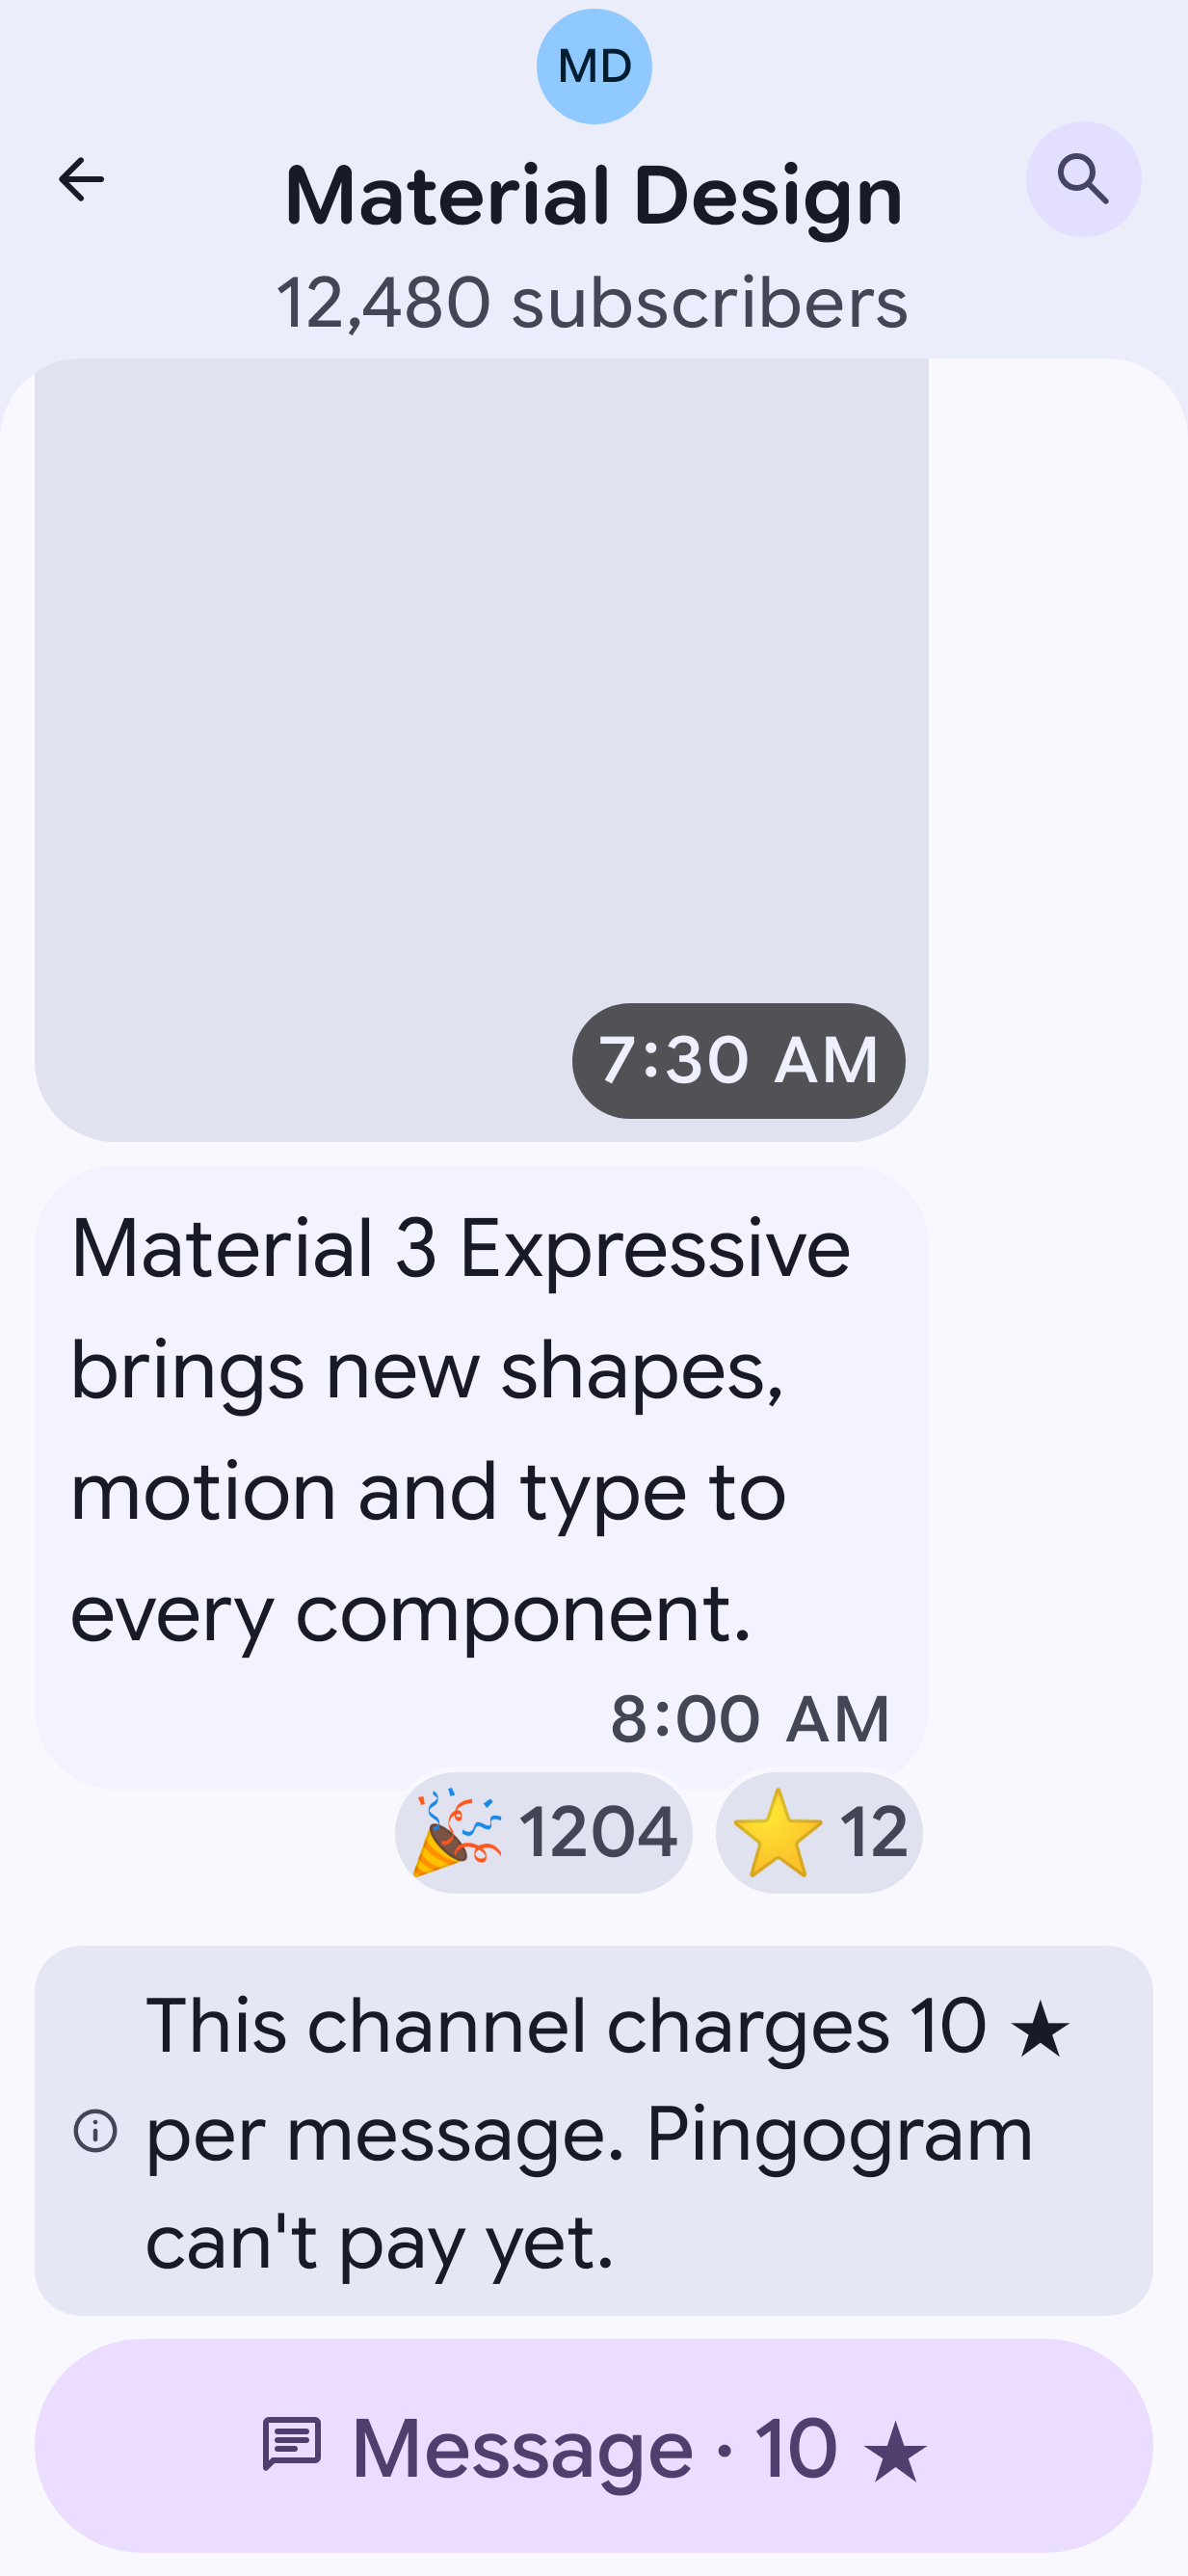 MD
Material Design
12,480 subscribers
7:30 AM
Material 3 Expressive
brings new shapes,
motion and type to
every component.
8:00 AM
🎉 1204 ⭐ 12
This channel charges 10 ★
per message. Pingogram
can't pay yet.
Message · 10 ★